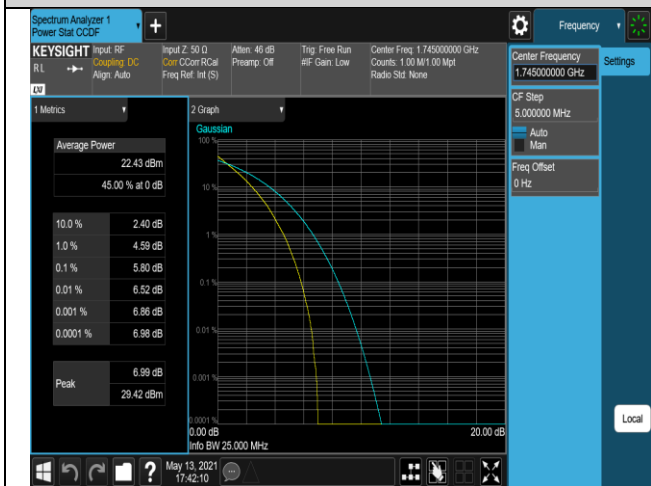 Spectrum Analyzer 1
Power Stat CCDF
+
Frequency
KEYSIGHT
RL
LXI
Input: RF
Coupling: DC
Align: Auto
Input Z: 50 Ω
Corr CCorr RCal
Freq Ref: Int (S)
Atten: 46 dB
Preamp: Off
Trig: Free Run
#IF Gain: Low
Center Freq: 1.745000000 GHz
Counts: 1.00 M/1.00 Mpt
Radio Std: None
Center Frequency
1.745000000 GHz
Settings
CF Step
5.000000 MHz
Auto
Man
Freq Offset
0 Hz
1 Metrics
Average Power
22.43 dBm
45.00 % at 0 dB
10.0 % 2.40 dB
1.0 % 4.59 dB
0.1 % 5.80 dB
0.01 % 6.52 dB
0.001 % 6.86 dB
0.0001 % 6.98 dB
Peak 6.99 dB
29.42 dBm
2 Graph
Gaussian
100 %
10 %
1 %
0.1 %
0.01 %
0.001 %
0.0001 %
0.00 dB 20.00 dB
Info BW 25.000 MHz
Local
?
May 13, 2021
17:42:10